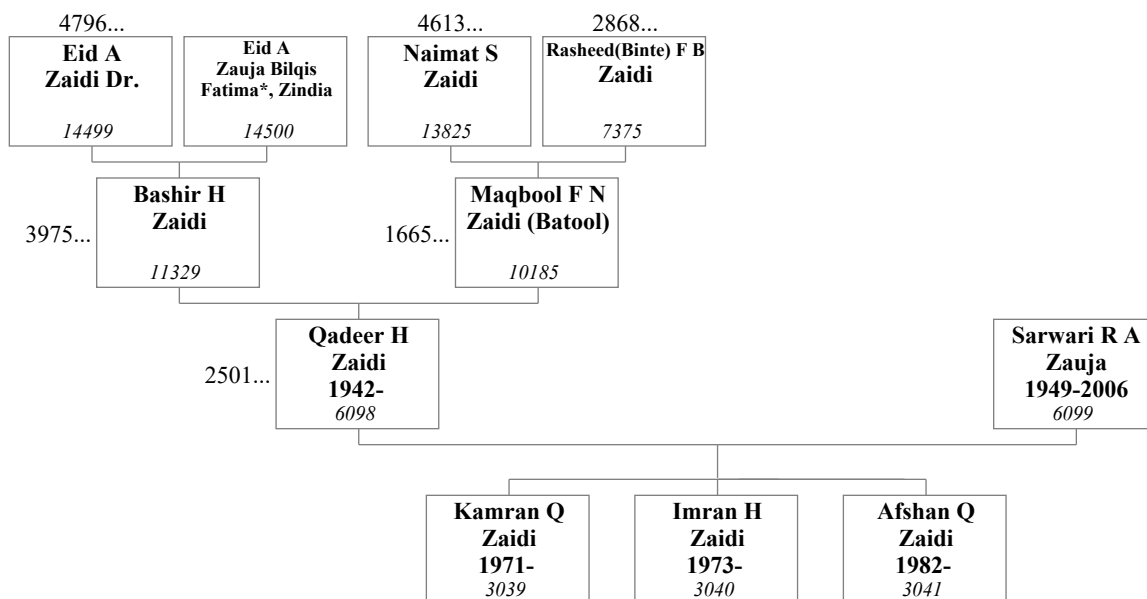 4796...
4613...
2868...
Eid A
Zaidi Dr.
14499
Eid A
Zauja Bilqis
Fatima*, Zindia
14500
Naimat S
Zaidi
13825
Rasheed(Binte) F B
Zaidi
7375
3975...
Bashir H
Zaidi
11329
1665...
Maqbool F N
Zaidi (Batool)
10185
2501...
Qadeer H
Zaidi
1942-
6098
Sarwari R A
Zauja
1949-2006
6099
Kamran Q
Zaidi
1971-
3039
Imran H
Zaidi
1973-
3040
Afshan Q
Zaidi
1982-
3041